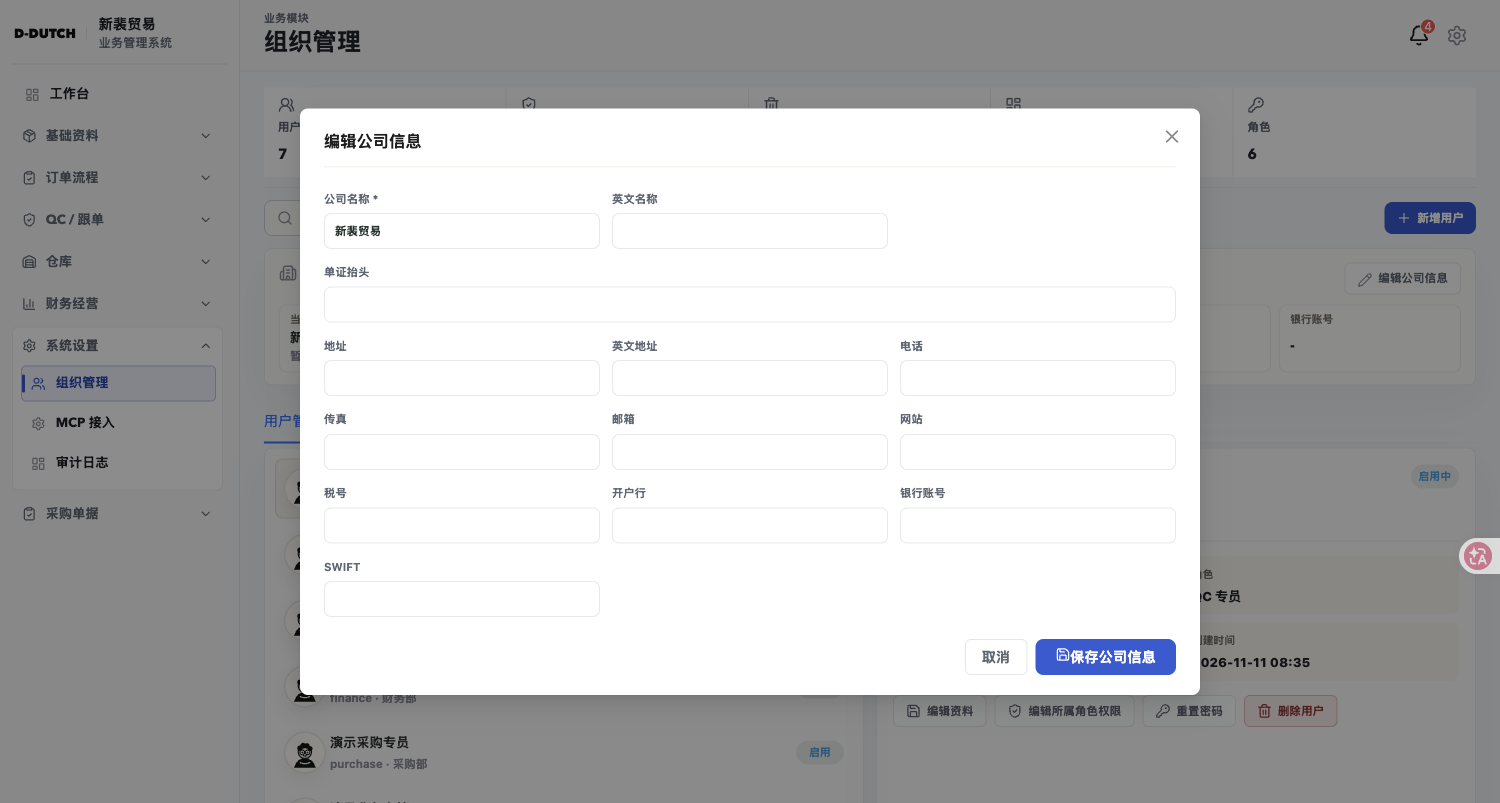 D-DUTCH
新裴贸易
业务管理系统
工作台
基础资料
订单流程
QC / 跟单
仓库
财务经营
系统设置
组织管理
MCP 接入
审计日志
采购单据
业务模块
组织管理
4
用户
7
角色
6
新增用户
编辑公司信息
银行账号
-
用户管
启用中
角色
QC 专员
创建时间
2026-11-11 08:35
编辑资料
编辑所属角色权限
重置密码
删除用户
finance · 财务部
演示采购专员
purchase · 采购部
启用
编辑公司信息
公司名称 *
英文名称
新裴贸易
单证抬头
地址
英文地址
电话
传真
邮箱
网站
税号
开户行
银行账号
SWIFT
取消
保存公司信息